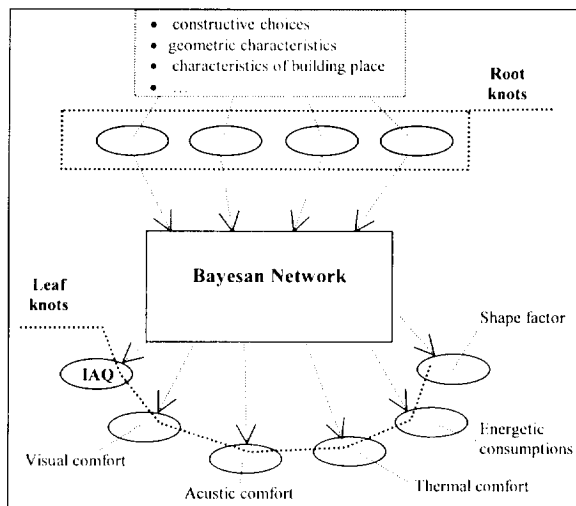 • constructive choices
• geometric characteristics
• characteristics of building place
• ...
Root
knots
Bayesan Network
Leaf
knots
Shape factor
IAQ
Energetic
consumptions
Visual comfort
Thermal comfort
Acustic comfort